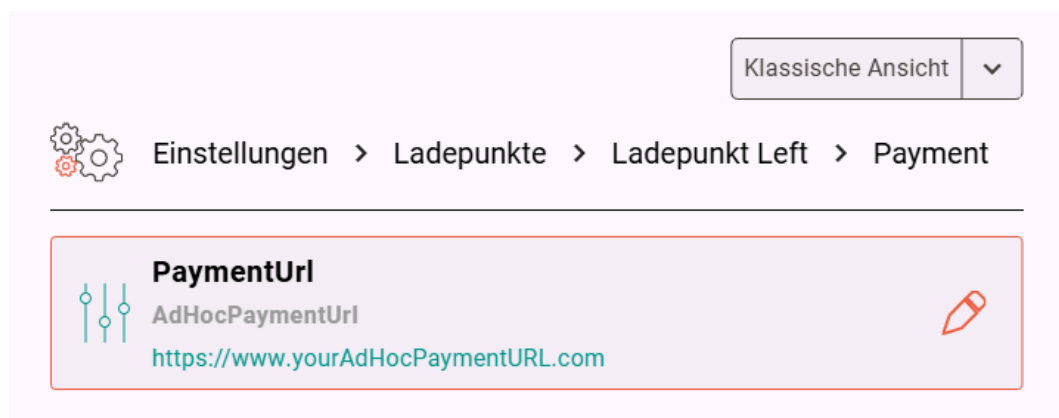 Klassische Ansicht
Einstellungen > Ladepunkte > Ladepunkt Left > Payment
PaymentUrl
AdHocPaymentUrl
https://www.yourAdHocPaymentURL.com